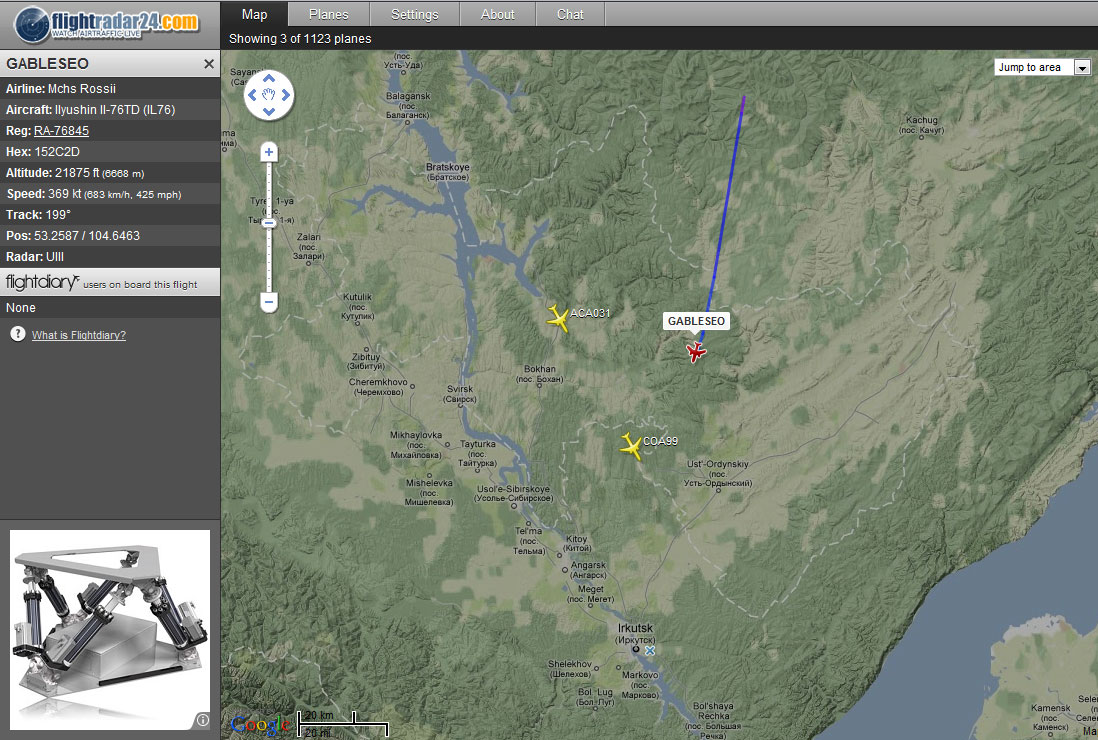 flightradar24.com
WATCH AIRTRAFFIC LIVE
Map Planes Settings About Chat
Showing 3 of 1123 planes
GABLESEO
Airline: Mchs Rossii
Aircraft: Ilyushin Il-76TD (IL76)
Reg: RA-76845
Hex: 152C2D
Altitude: 21875 ft (6668 m)
Speed: 369 kt (683 km/h, 425 mph)
Track: 199°
Pos: 53.2587 / 104.6463
Radar: UIII
flightdiary users on board this flight
None
? What is Flightdiary?
Jump to area
(пос.
Усть-Уда)
Balagansk
(пос.
Балаганск)
Kachug
(пос. Качуг)
Bratskoye
(Братское)
Zalari
(пос.
Залари)
Kutulik
(пос.
Кутулик)
ACA031
GABLESEO
Zibituy
(Зибитуй)
Bokhan
(пос. Бохан)
Cheremkhovo
(Черемхово)
Svirsk
(Свирск)
Mikhaylovka
(пос.
Михайловка)
Tayturka
(пос.
Тайтурка)
COA99
Ust'-Ordynskiy
(пос.
Усть-Ордынский)
Mishelevka
(пос.
Мишелевка)
Usol'e-Sibirskoye
(Усолье-Сибирское)
Tel'ma
(пос.
Тельма)
Kitoy
(Китой)
Angarsk
(Ангарск)
Meget
(пос. Мегет)
Irkutsk
(Иркутск)
Shelekhov
(Шелехов)
Markovo
(пос.
Марково)
Bol. Lug
(Бол. Луг)
Bol'shaya
Rechka
(пос. Большая
Речка)
Kamensk
(пос.
Каменск)
Google
20 km
20 mi